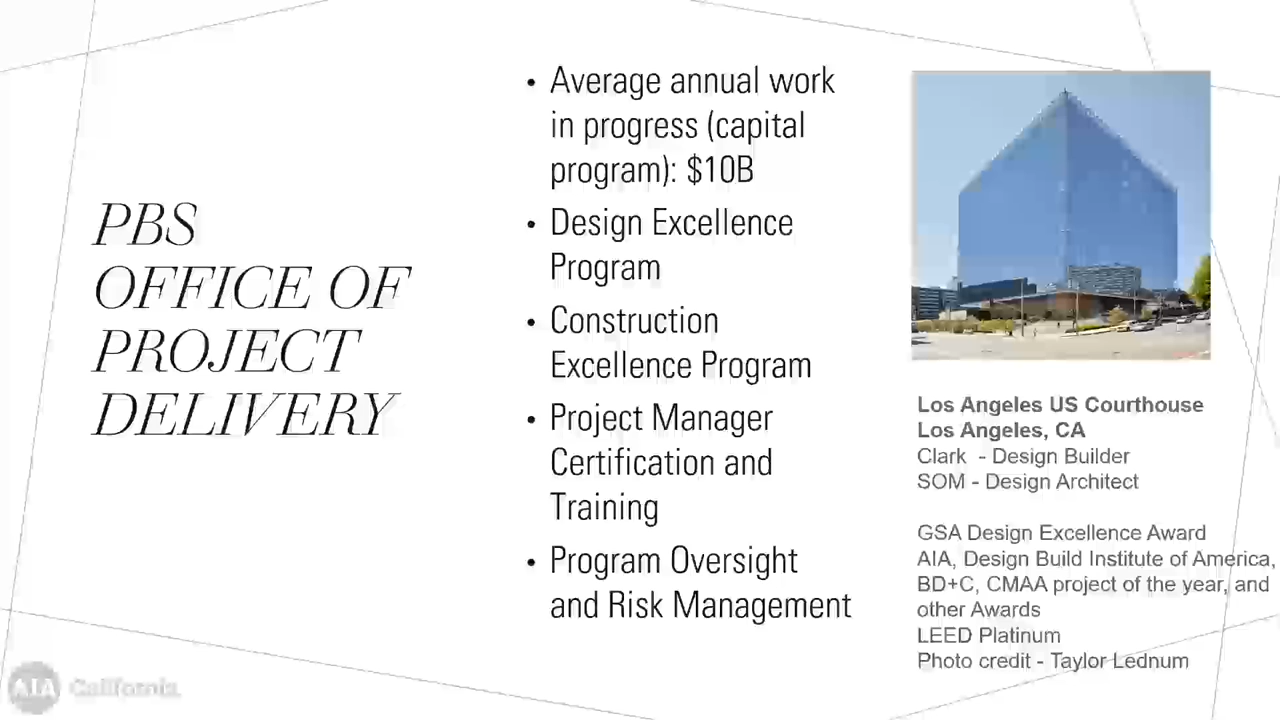 PBS
OFFICE OF
PROJECT
DELIVERY
• Average annual work
in progress (capital
program): $10B
• Design Excellence
Program
• Construction
Excellence Program
• Project Manager
Certification and
Training
• Program Oversight
and Risk Management
Los Angeles US Courthouse
Los Angeles, CA
Clark - Design Builder
SOM - Design Architect
GSA Design Excellence Award
AIA, Design Build Institute of America,
BD+C, CMAA project of the year, and
other Awards
LEED Platinum
Photo credit - Taylor Lednum
AIA California